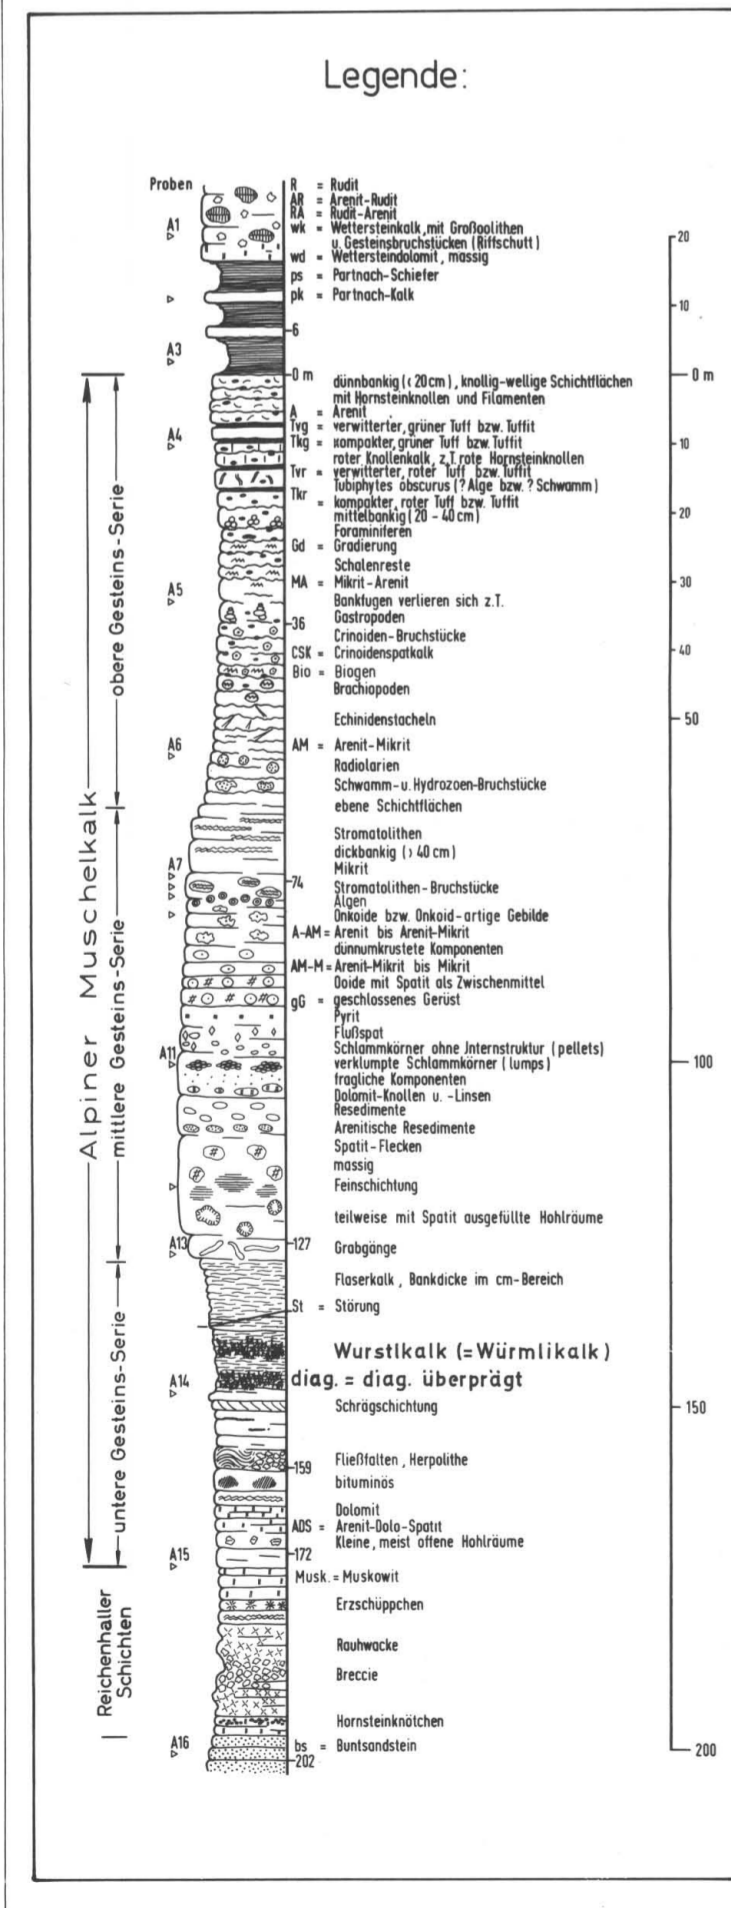 Legende:
Proben
R = Rudit
AR = Arenit-Rudit
RA = Rudit-Arenit
A1
wk = Wettersteinkalk, mit Großoolithen
u. Gesteinsbruchstücken (Riffschutt)
20
wd = Wettersteindolomit, massig
ps = Partnach-Schiefer
pk = Partnach-Kalk
10
6
A3
0 m
0 m
dünnbankig (< 20cm), knollig-wellige Schichtflächen
mit Hornsteinknollen und Filamenten
A = Arenit
A4
Tvg = verwitterter, grüner Tuff bzw. Tuffit
Tkg = kompakter, grüner Tuff bzw. Tuffit
10
roter Knollenkalk, z.T. rote Hornsteinknollen
Tvr = verwitterter, roter Tuff bzw. Tuffit
Tubiphytes obscurus (? Alge bzw. ? Schwamm)
Tkr
= kompakter, roter Tuff bzw. Tuffit
mittelbankig (20 - 40cm)
20
Foraminiferen
Gd = Gradierung
Schalenreste
MA = Mikrit-Arenit
30
A5
Bankfugen verlieren sich z.T.
Gastropoden
36
Crinoiden-Bruchstücke
CSK = Crinoidenspatkalk
40
Bio = Biogen
Brachiopoden
Echinidenstacheln
50
A6
AM = Arenit-Mikrit
Radiolarien
Schwamm- u. Hydrozoen-Bruchstücke
ebene Schichtflächen
Stromatolithen
dickbankig (> 40 cm)
A7
Mikrit
74
Stromatolithen-Bruchstücke
Algen
Onkoide bzw. Onkoid-artige Gebilde
A-AM = Arenit bis Arenit-Mikrit
dünnumkrustete Komponenten
AM-M = Arenit-Mikrit bis Mikrit
Ooide mit Spatit als Zwischenmittel
gG = geschlossenes Gerüst
Pyrit
Flußspat
Schlammkörner ohne Jnternstruktur (pellets)
A11
verklumpte Schlammkörner (lumps)
100
fragliche Komponenten
Dolomit-Knollen u. -Linsen
Resedimente
Arenitische Resedimente
Spatit-Flecken
massig
Feinschichtung
teilweise mit Spatit ausgefüllte Hohlräume
A13
127
Grabgänge
Flaserkalk, Bankdicke im cm-Bereich
St = Störung
Wurstlkalk (=Würmlikalk)
diag. = diag. überprägt
A14
Schrägschichtung
150
Fließfalten, Herpolithe
159
bituminös
Dolomit
ADS = Arenit-Dolo-Spatit
Kleine, meist offene Hohlräume
A15
172
Musk. = Muskowit
Erzschüppchen
Rauhwacke
Breccie
Hornsteinknötchen
A16
bs = Buntsandstein
200
202
Alpiner Muschelkalk
obere Gesteins-Serie
mittlere Gesteins-Serie
untere Gesteins-Serie
Reichenhaller
Schichten